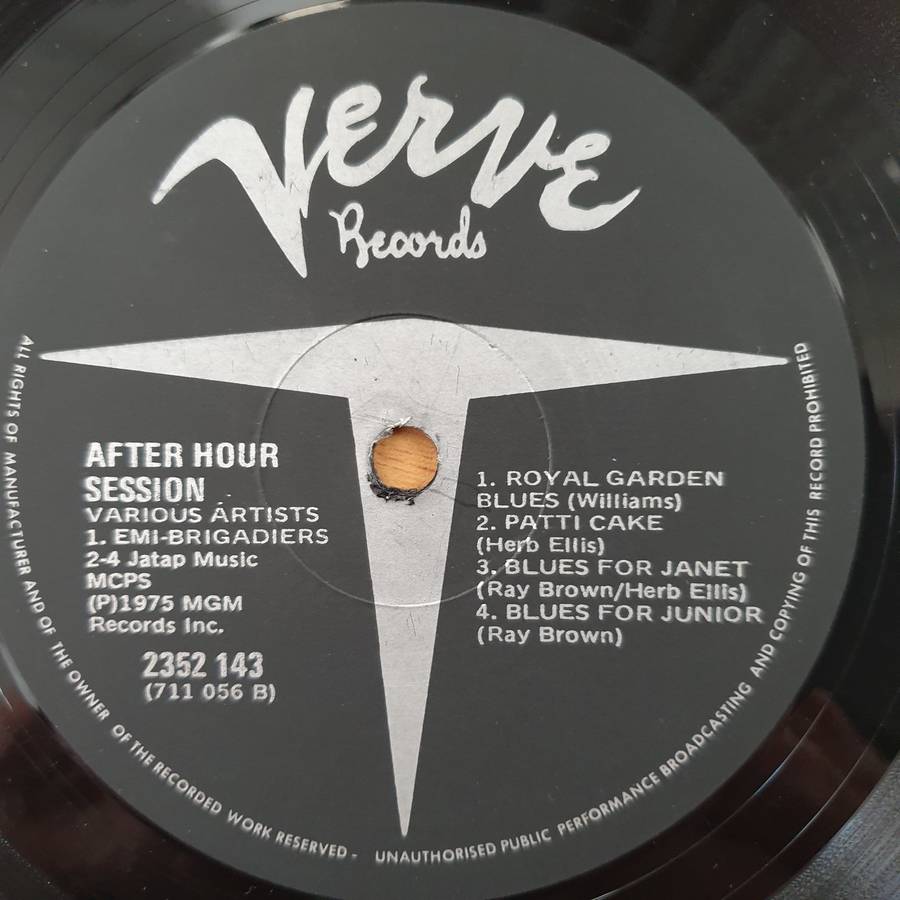 Verve
Records
AFTER HOUR
SESSION
VARIOUS ARTISTS
1. EMI-BRIGADIERS
2-4 Jatap Music
MCPS
(P)1975 MGM
Records Inc.
2352 143
(711 056 B)
1. ROYAL GARDEN
BLUES (Williams)
2. PATTI CAKE
(Herb Ellis)
3. BLUES FOR JANET
(Ray Brown/Herb Ellis)
4. BLUES FOR JUNIOR
(Ray Brown)
ALL RIGHTS OF MANUFACTURER AND OF THE OWNER OF THE RECORDED WORK RESERVED - UNAUTHORISED PUBLIC PERFORMANCE BROADCASTING AND COPYING OF THIS RECORD PROHIBITED